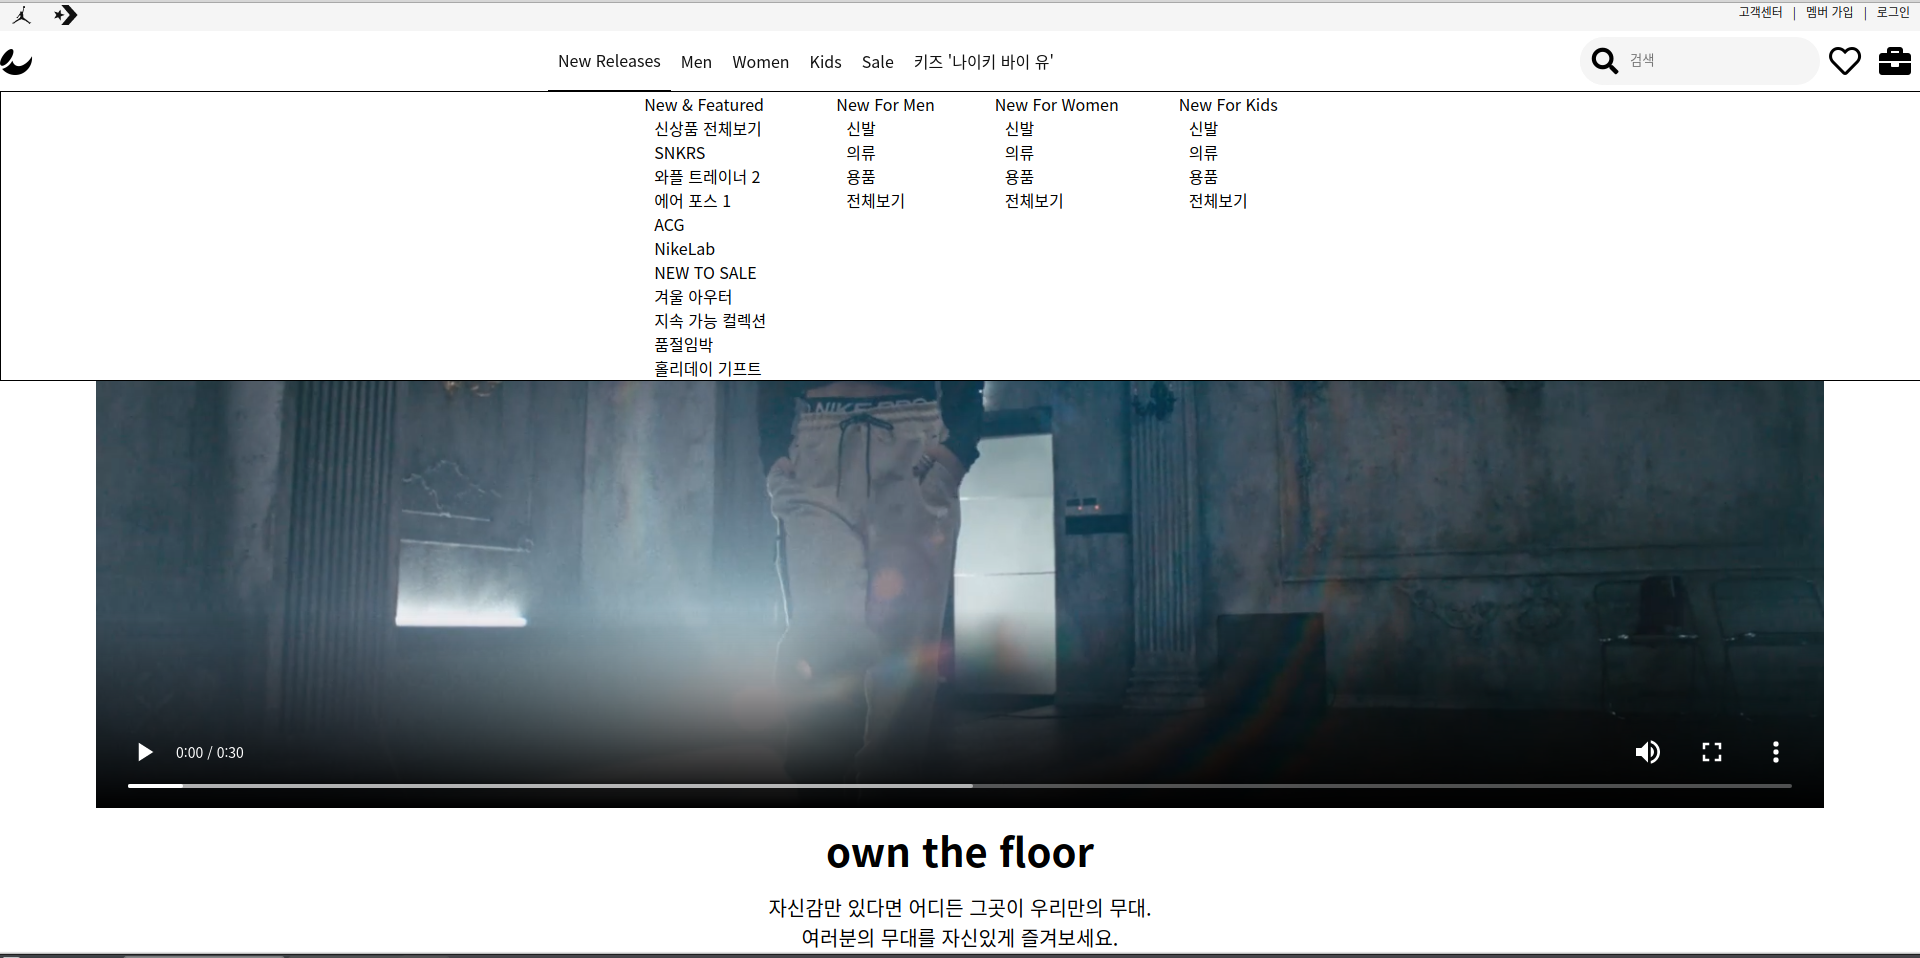 고객센터 | 멤버 가입 | 로그인
New Releases Men Women Kids Sale 키즈 '나이키 바이 유'
검색
New & Featured
신상품 전체보기
SNKRS
와플 트레이너 2
에어 포스 1
ACG
NikeLab
NEW TO SALE
겨울 아우터
지속 가능 컬렉션
품절임박
홀리데이 기프트
New For Men
신발
의류
용품
전체보기
New For Women
신발
의류
용품
전체보기
New For Kids
신발
의류
용품
전체보기
NIKE PRO
0:00 / 0:30
own the floor
자신감만 있다면 어디든 그곳이 우리만의 무대.
여러분의 무대를 자신있게 즐겨보세요.